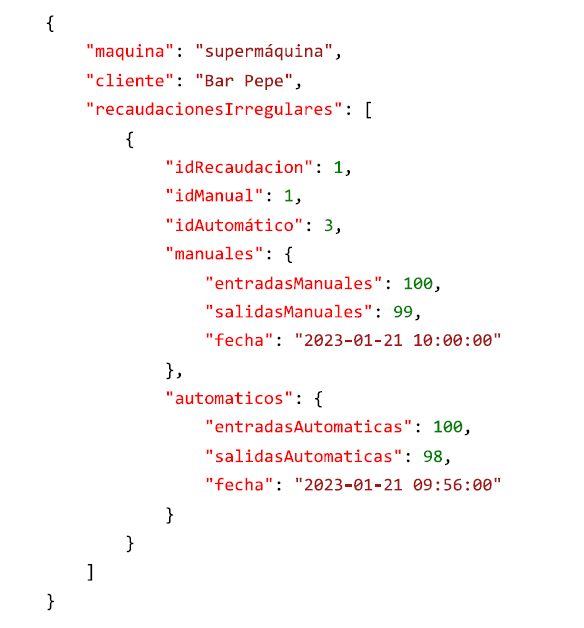 {
    "maquina": "supermáquina",
    "cliente": "Bar Pepe",
    "recaudacionesIrregulares": [
        {
            "idRecaudacion": 1,
            "idManual": 1,
            "idAutomático": 3,
            "manuales": {
                "entradasManuales": 100,
                "salidasManuales": 99,
                "fecha": "2023-01-21 10:00:00"
            },
            "automaticos": {
                "entradasAutomaticas": 100,
                "salidasAutomaticas": 98,
                "fecha": "2023-01-21 09:56:00"
            }
        }
    ]
}